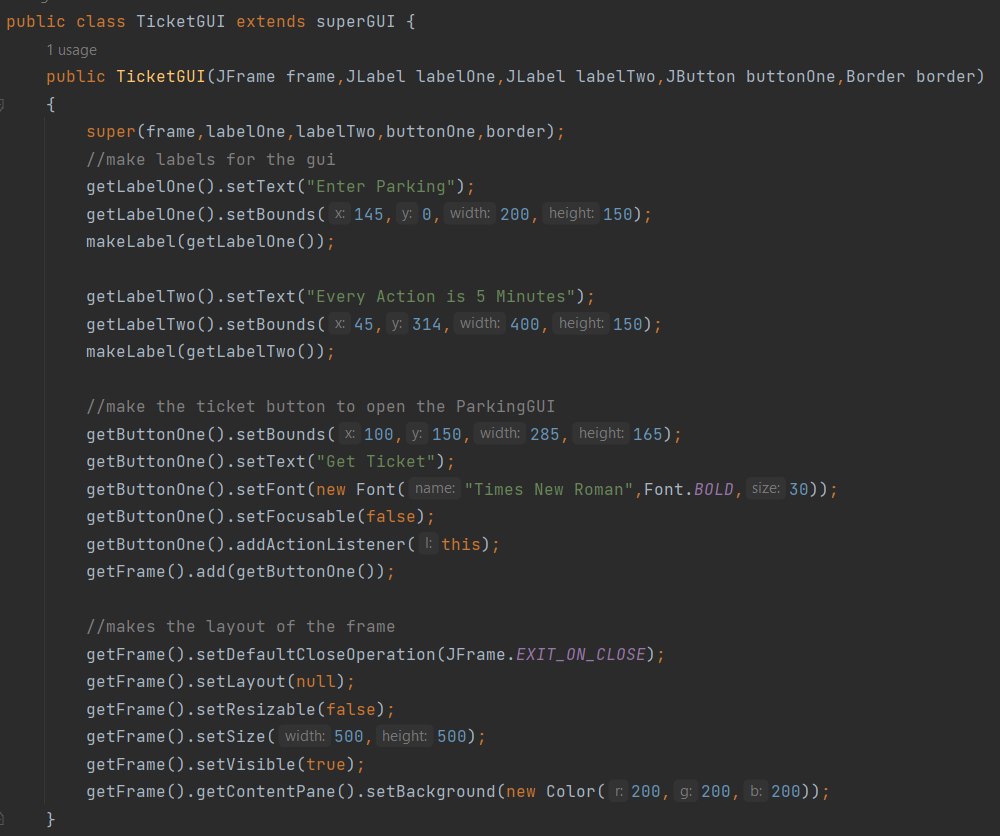 public class TicketGUI extends superGUI {
1 usage
public TicketGUI(JFrame frame,JLabel labelOne,JLabel labelTwo,JButton buttonOne,Border border)
{
super(frame,labelOne,labelTwo,buttonOne,border);
//make labels for the gui
getLabelOne().setText("Enter Parking");
getLabelOne().setBounds( x: 145, y: 0, width: 200, height: 150);
makeLabel(getLabelOne());
getLabelTwo().setText("Every Action is 5 Minutes");
getLabelTwo().setBounds( x: 45, y: 314, width: 400, height: 150);
makeLabel(getLabelTwo());
//make the ticket button to open the ParkingGUI
getButtonOne().setBounds( x: 100, y: 150, width: 285, height: 165);
getButtonOne().setText("Get Ticket");
getButtonOne().setFont(new Font( name: "Times New Roman",Font.BOLD, size: 30));
getButtonOne().setFocusable(false);
getButtonOne().addActionListener( l: this);
getFrame().add(getButtonOne());
//makes the layout of the frame
getFrame().setDefaultCloseOperation(JFrame.EXIT_ON_CLOSE);
getFrame().setLayout(null);
getFrame().setResizable(false);
getFrame().setSize( width: 500, height: 500);
getFrame().setVisible(true);
getFrame().getContentPane().setBackground(new Color( r: 200, g: 200, b: 200));
}